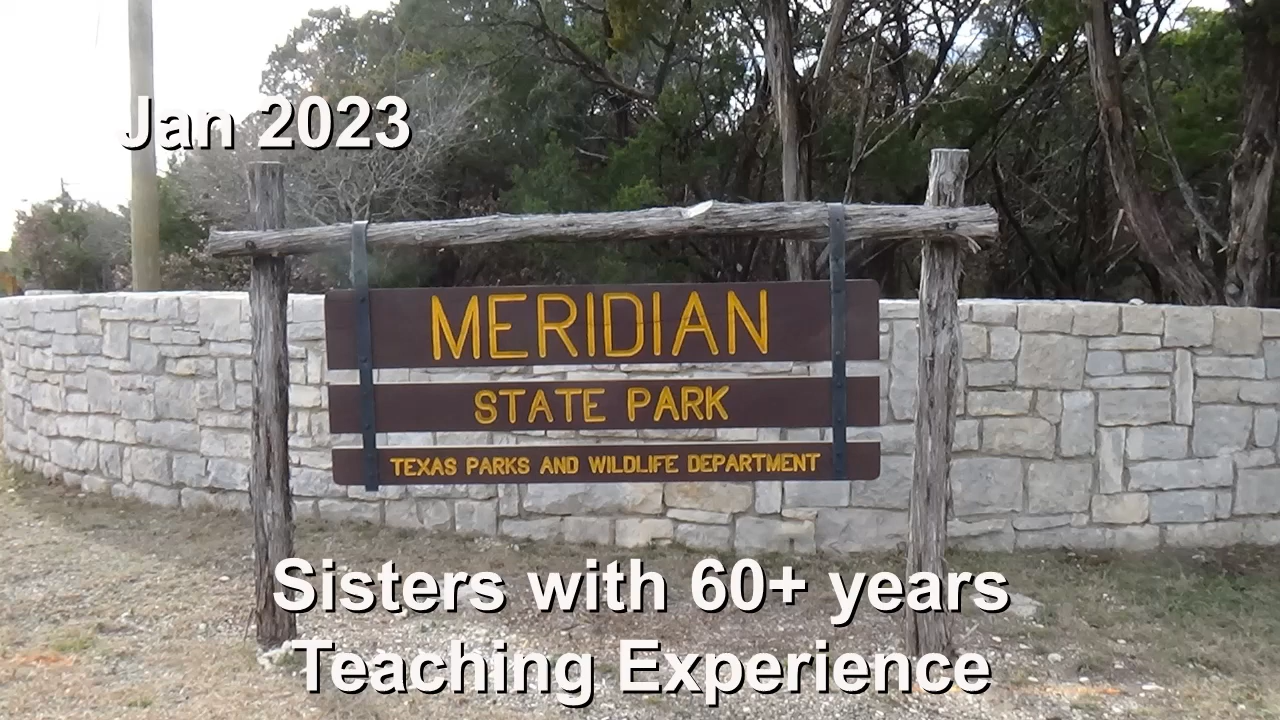 Jan 2023
MERIDIAN
STATE PARK
TEXAS PARKS AND WILDLIFE DEPARTMENT
Sisters with 60+ years
Teaching Experience